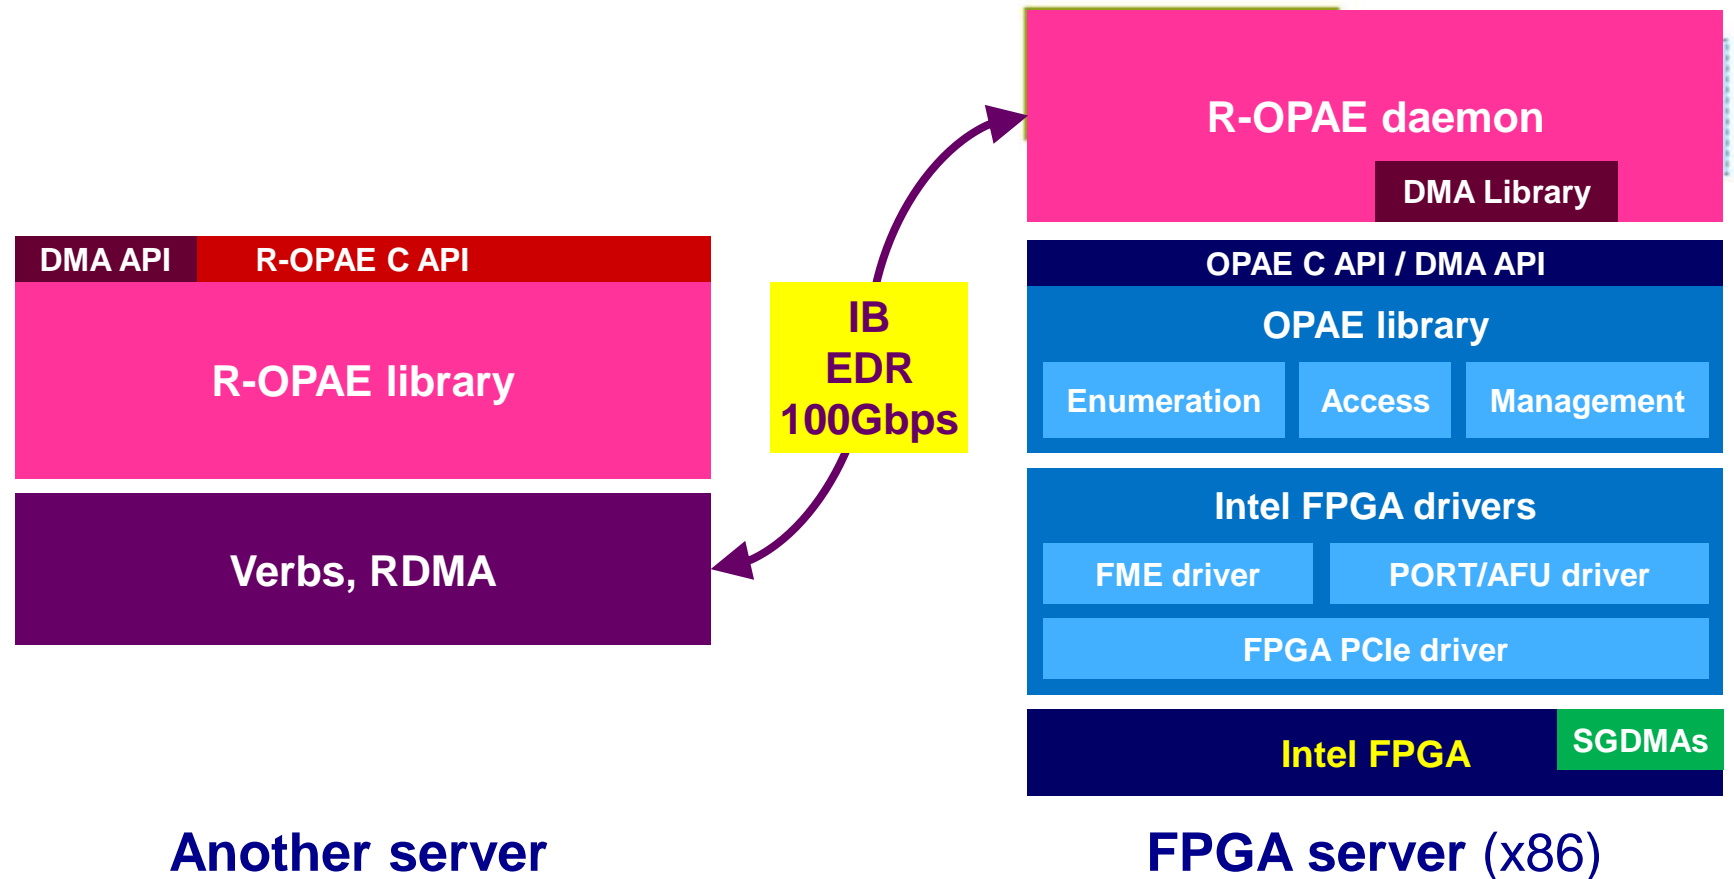 DMA API
R-OPAE C API
R-OPAE library
Verbs, RDMA
Another server
IB
EDR
100Gbps
R-OPAE daemon
DMA Library
OPAE C API / DMA API
OPAE library
Enumeration
Access
Management
Intel FPGA drivers
FME driver
PORT/AFU driver
FPGA PCIe driver
Intel FPGA
SGDMAs
FPGA server (x86)